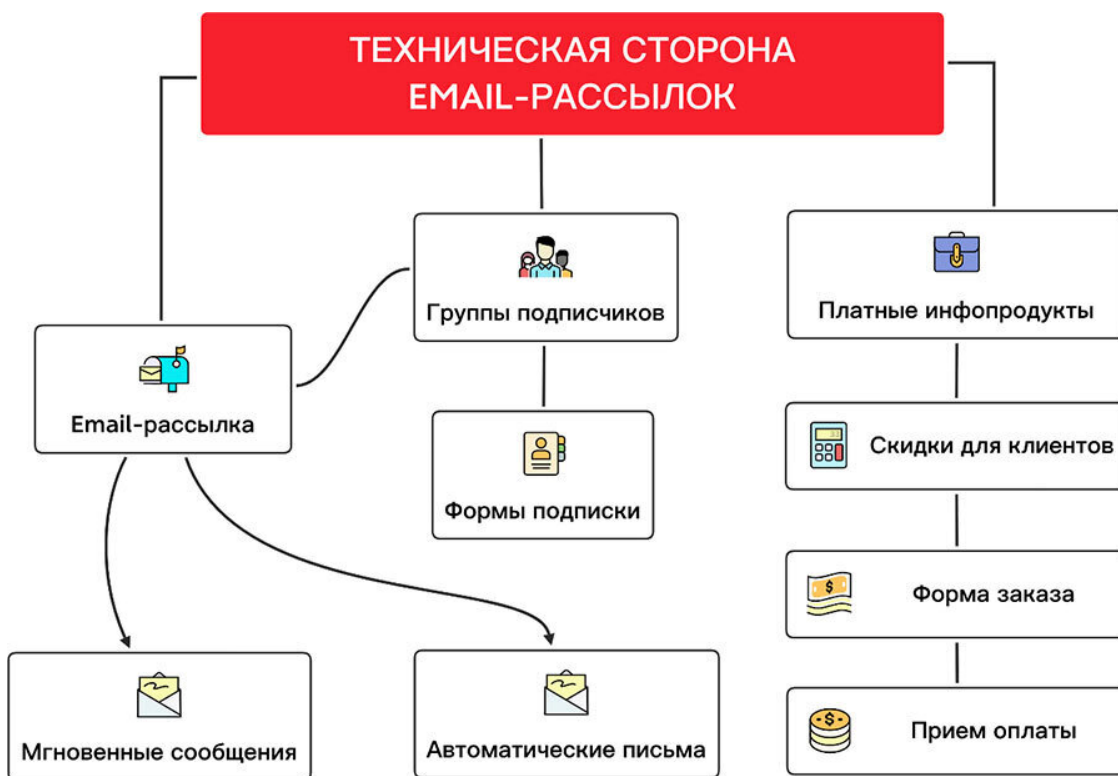 ТЕХНИЧЕСКАЯ СТОРОНА
EMAIL-РАССЫЛОК
Группы подписчиков
Платные инфопродукты
Email-рассылка
Скидки для клиентов
Формы подписки
Форма заказа
Мгновенные сообщения
Автоматические письма
Прием оплаты